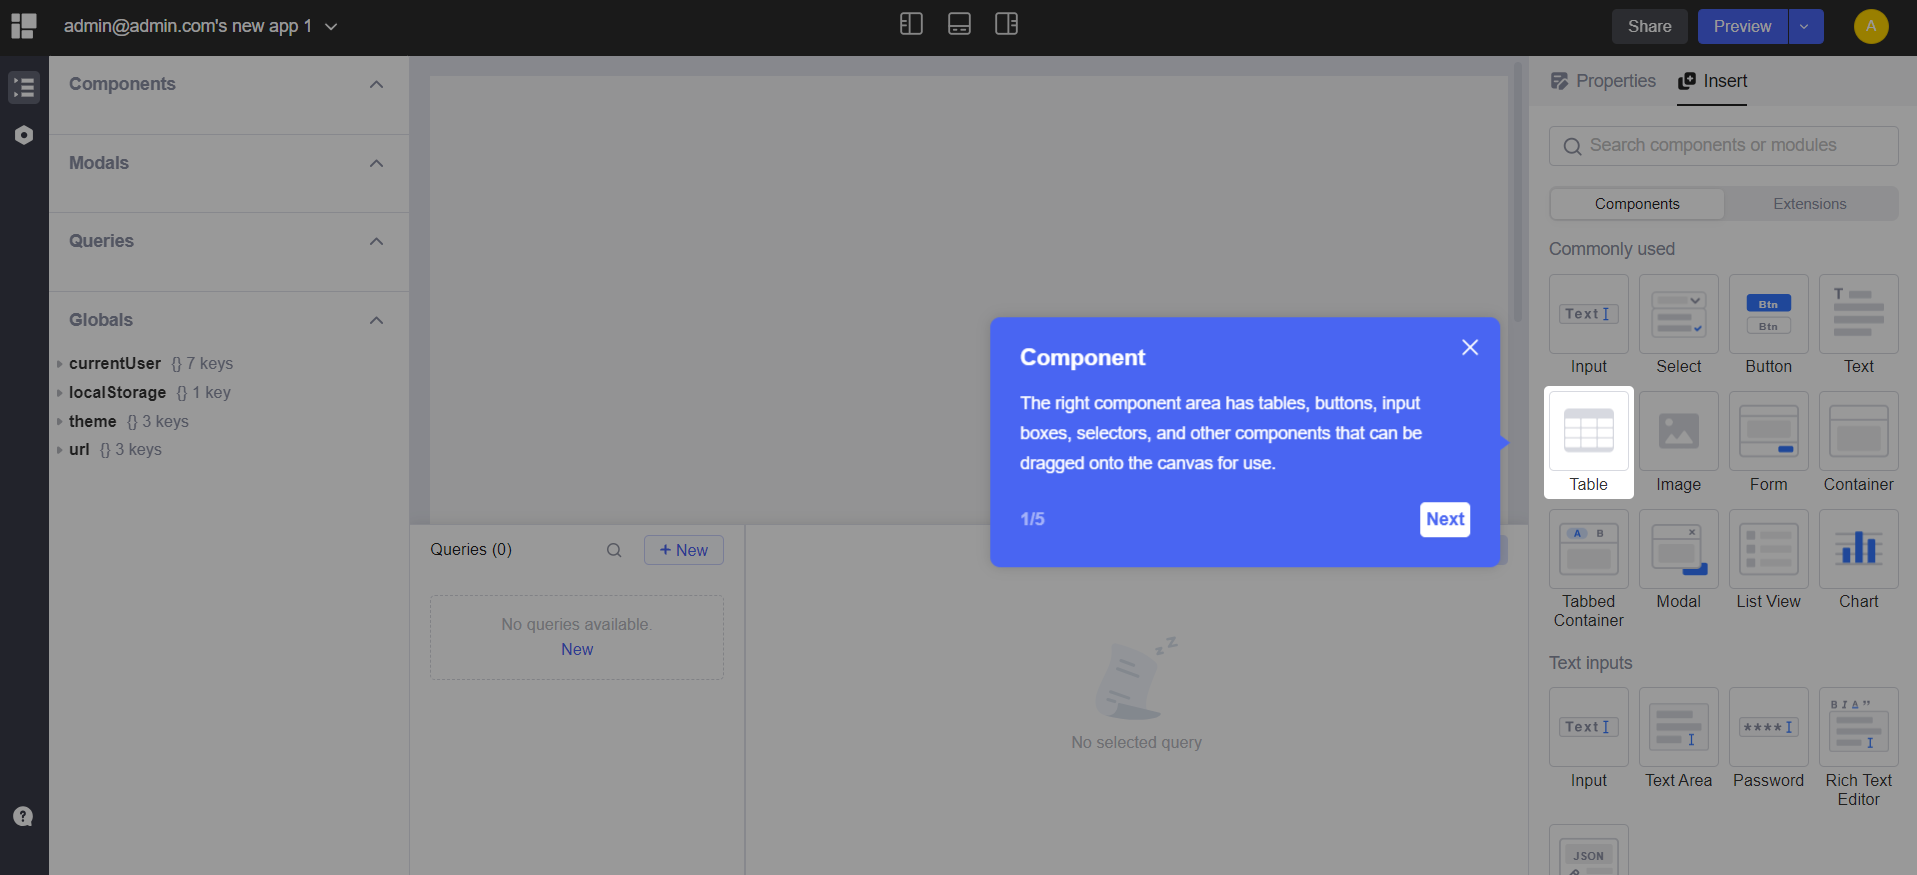 admin@admin.com's new app 1
Share
Preview
A
Components
Modals
Queries
Globals
currentUser {} 7 keys
localStorage {} 1 key
theme {} 3 keys
url {} 3 keys
Component
The right component area has tables, buttons, input
boxes, selectors, and other components that can be
dragged onto the canvas for use.
1/5
Next
Queries (0)
+ New
No queries available.
New
z z
No selected query
Properties
Insert
Search components or modules
Components
Extensions
Commonly used
Text
Btn
Btn
T
Input
Select
Button
Text
Table
Image
Form
Container
A B
Tabbed
Container
Modal
List View
Chart
Text inputs
Text
****
B I A "
Input
Text Area
Password
Rich Text
Editor
JSON